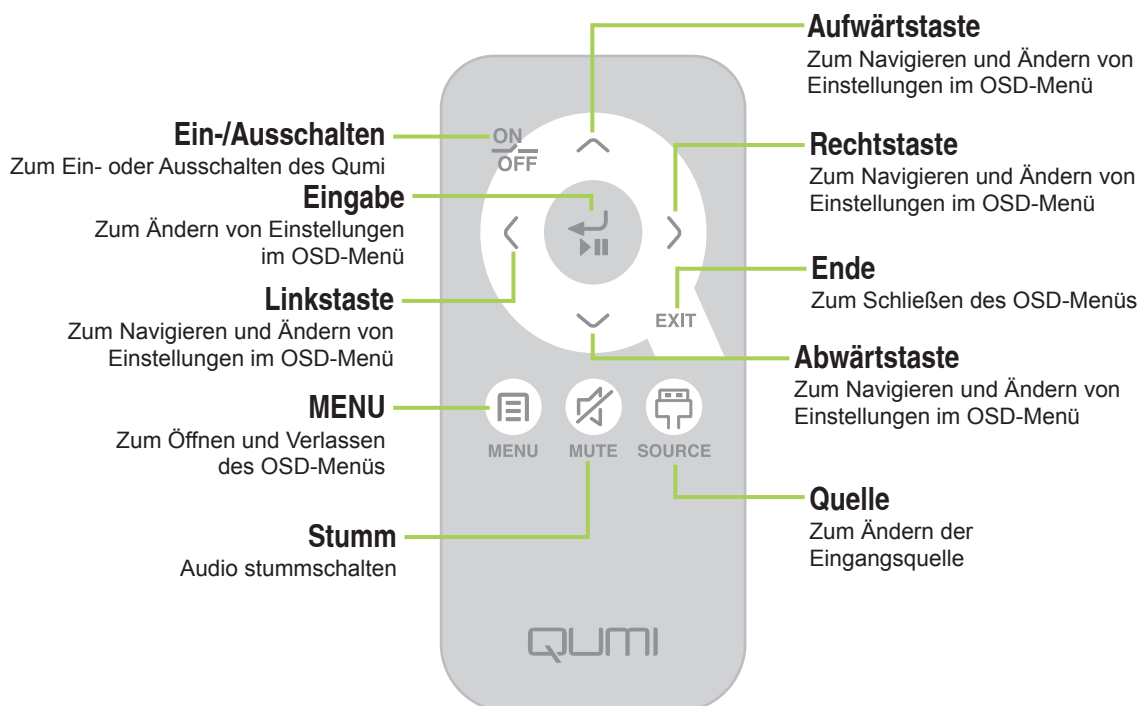 Aufwärtstaste
Zum Navigieren und Ändern von
Einstellungen im OSD-Menü
Ein-/Ausschalten
Zum Ein- oder Ausschalten des Qumi
ON
OFF
Rechtstaste
Zum Navigieren und Ändern von
Einstellungen im OSD-Menü
Eingabe
Zum Ändern von Einstellungen
im OSD-Menü
Ende
Zum Schließen des OSD-Menüs
Linkstaste
Zum Navigieren und Ändern von
Einstellungen im OSD-Menü
EXIT
Abwärtstaste
Zum Navigieren und Ändern von
Einstellungen im OSD-Menü
MENU
Zum Öffnen und Verlassen
des OSD-Menüs
MENU MUTE SOURCE
Quelle
Zum Ändern der
Eingangsquelle
Stumm
Audio stummschalten
QUMI